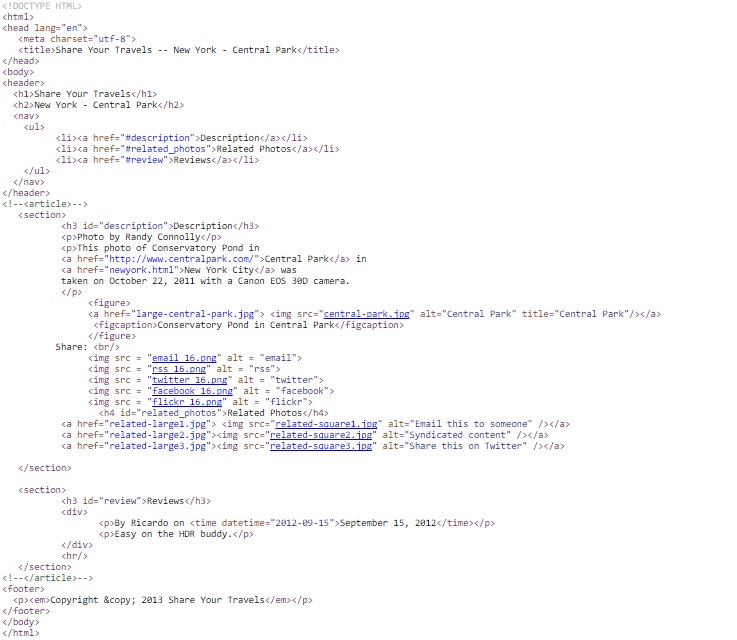 <!DOCTYPE HTML>
<html>
<head lang="en">
<meta charset="utf-8">
<title>Share Your Travels -- New York - Central Park</title>
</head>
<body>
<header>
<h1>Share Your Travels</h1>
<h2>New York - Central Park</h2>
<nav>
<ul>
<li><a href="#description">Description</a></li>
<li><a href="#related_photos">Related Photos</a></li>
<li><a href="#review">Reviews</a></li>
</ul>
</nav>
</header>
<!--<article>-->
<section>
<h3 id="description">Description</h3>
<p>Photo by Randy Connolly</p>
<p>This photo of Conservatory Pond in
<a href="http://www.centralpark.com/">Central Park</a> in
<a href="newyork.html">New York City</a> was
taken on October 22, 2011 with a Canon EOS 30D camera.
</p>
<figure>
<a href="large-central-park.jpg"> <img src="central-park.jpg" alt="Central Park" title="Central Park"/></a>
<figcaption>Conservatory Pond in Central Park</figcaption>
</figure>
Share: <br/>
<img src = "email_16.png" alt = "email">
<img src = "rss_16.png" alt = "rss">
<img src = "twitter_16.png" alt = "twitter">
<img src = "facebook_16.png" alt = "facebook">
<img src = "flickr_16.png" alt = "flickr">
<h4 id="related_photos">Related Photos</h4>
<a href="related-large1.jpg"> <img src="related-square1.jpg" alt="Email this to someone" /></a>
<a href="related-large2.jpg"><img src="related-square2.jpg" alt="Syndicated content" /></a>
<a href="related-large3.jpg"><img src="related-square3.jpg" alt="Share this on Twitter" /></a>
</section>
<section>
<h3 id="review">Reviews</h3>
<div>
<p>By Ricardo on <time datetime="2012-09-15">September 15, 2012</time></p>
<p>Easy on the HDR buddy.</p>
</div>
<hr/>
</section>
<!--</article>-->
<footer>
<p><em>Copyright &copy; 2013 Share Your Travels</em></p>
</footer>
</body>
</html>